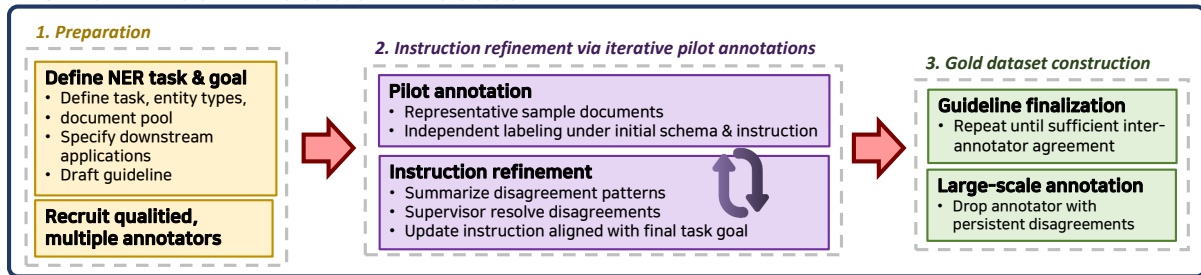 1. Preparation
Define NER task & goal
• Define task, entity types,
• document pool
• Specify downstream
applications
• Draft guideline
Recruit qualitied,
multiple annotators
2. Instruction refinement via iterative pilot annotations
Pilot annotation
• Representative sample documents
• Independent labeling under initial schema & instruction
Instruction refinement
• Summarize disagreement patterns
• Supervisor resolve disagreements
• Update instruction aligned with final task goal
3. Gold dataset construction
Guideline finalization
• Repeat until sufficient inter-
annotator agreement
Large-scale annotation
• Drop annotator with
persistent disagreements